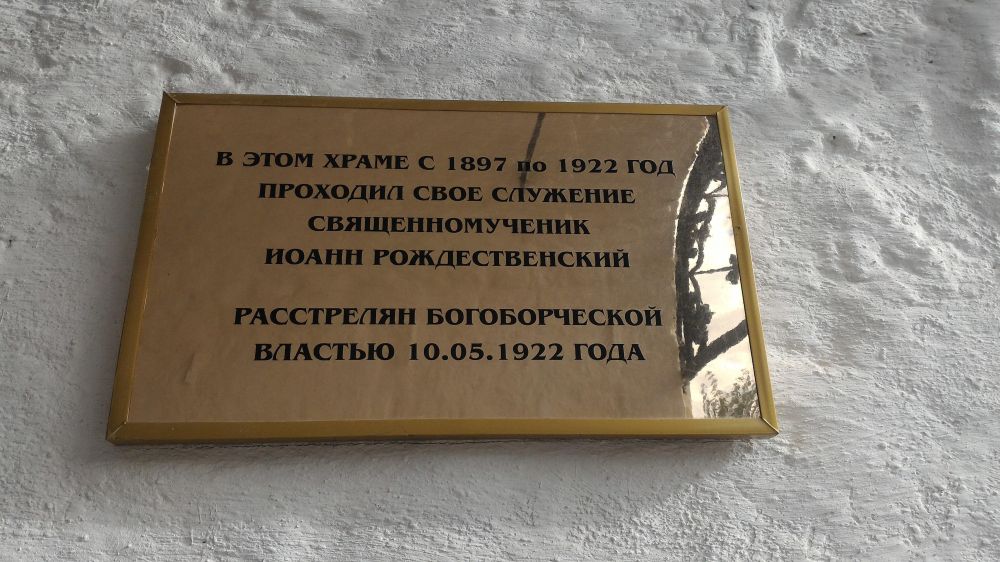 В ЭТОМ ХРАМЕ С 1897 по 1922 ГОД
ПРОХОДИЛ СВОЕ СЛУЖЕНИЕ
СВЯЩЕННОМУЧЕНИК
ИОАНН РОЖДЕСТВЕНСКИЙ
РАССТРЕЛЯН БОГОБОРЧЕСКОЙ
ВЛАСТЬЮ 10.05.1922 ГОДА